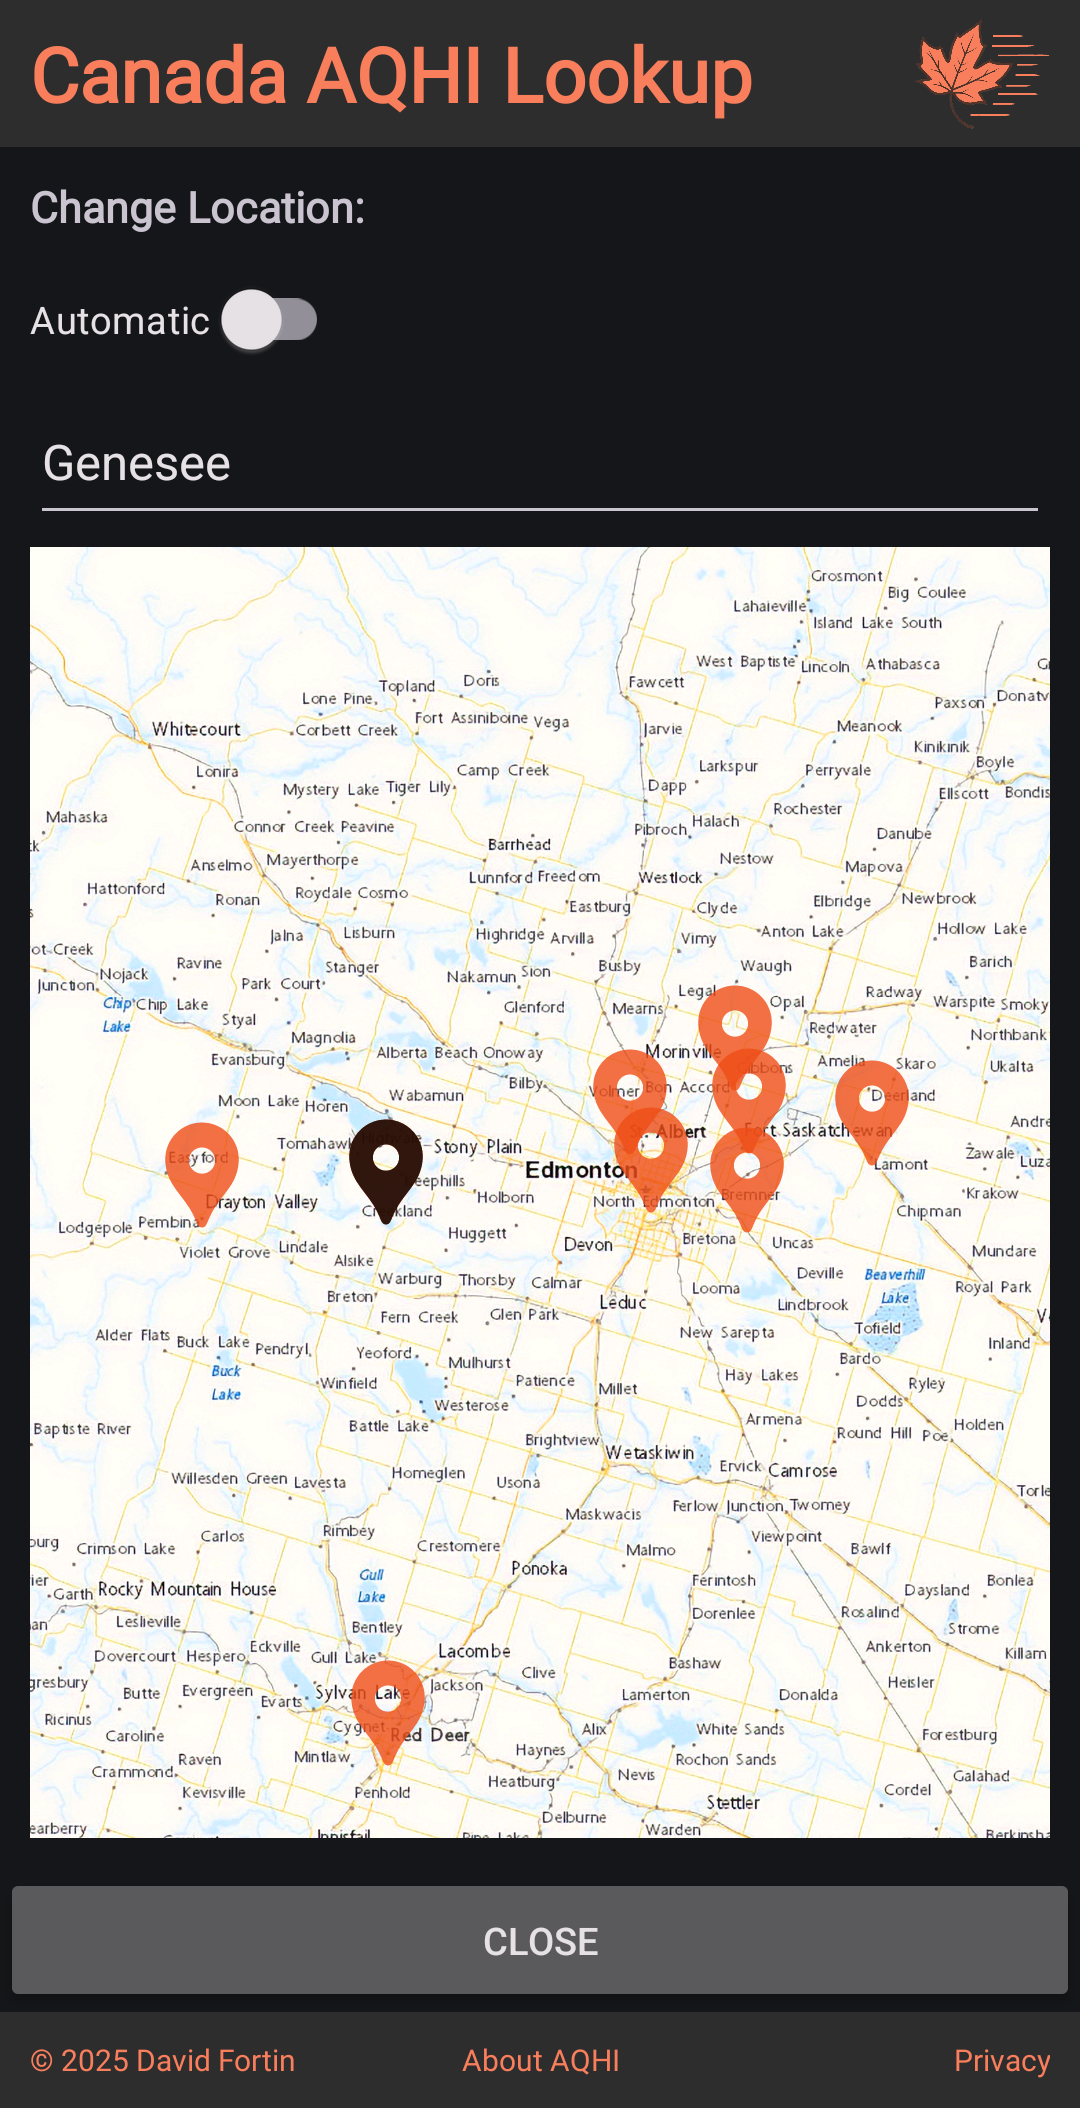 Canada AQHI Lookup
Change Location:
Automatic
Genesee
Grosmont
Big Coulee
Lahaieville
Island Lake South
West Baptiste
Lincoln
Athabasca
Fawcett
Doris
Topland
Lone Pine
Paxson
Donatv
Fort Assiniboine
Vega
Whitecourt
Corbett Creek
Jarvie
Meanook
Kinikinik
Boyle
Lonira
Camp Creek
Larkspur
Perryvale
Mystery Lake
Tiger Lily
Dapp
Ellscott
Bondis
Mahaska
Rochester
Connor Creek
Peavine
Pibroch
Halach
Danube
Barrhead
Anselmo
Mayerthorpe
Nestow
Mapova
Hattonford
Lunnford
Freedom
Westlock
Ronan
Roydale
Cosmo
Eastburg
Clyde
Elbridge
Newbrook
Jalna
Lisburn
Highridge
Arvilla
Vimy
Anton Lake
Hollow Lake
ot Creek
Nojack
Ravine
Stanger
Busby
Waugh
Barich
Junction
Park Court
Nakamun
Sion
Legal
Opal
Radway
Warspite
Smoky
Chip Lake
Chip Lake
Styal
Glenford
Mearns
Redwater
Northbank
Evansburg
Magnolia
Alberta Beach
Onoway
Morinville
Gibbons
Amelia
Skaro
Ukalta
Moon Lake
Horen
Wabamun
Bilby
Volmer
Bon Accord
Deerland
Andre
Tomahawk
Stony Plain
St. Albert
Fort Saskatchewan
Zawale
Luza
Easyford
Edmonton
Lamont
Drayton Valley
Holborn
North Edmonton
Bremner
Krakow
Lodgepole
Pembina
Huggett
Chipman
Violet Grove
Lindale
Alsike
Devon
Bretona
Uncas
Mundare
Warburg
Thorsby
Calmar
Looma
Deville
Beaverhill Lake
Royal Park
Breton
Fern Creek
Glen Park
Leduc
Lindbrook
Tofield
Alder Flats
Buck Lake
Pendryl
Yeoford
Mulhurst
New Sarepta
Bardo
Inland
Buck Lake
Winfield
Patience
Millet
Hay Lakes
Ryley
Westerose
Dodds
Baptiste River
Battle Lake
Brightview
Wetaskiwin
Armena
Round Hill
Poe
Holden
Willesden Green
Lavesta
Homeglen
Usona
Ervick
Camrose
Torle
Maskwacis
Ferlow Junction
Twomey
Carlos
Rimbey
Crestomere
Viewpoint
Bawlf
burg
Crimson Lake
Ponoka
Malmo
Gull Lake
Ferintosh
Bonlea
Garth
Rocky Mountain House
Daysland
Leslieville
Bentley
Dorenlee
Rosalind
Strome
Dovercourt
Hespero
Eckville
Gull Lake
Lacombe
Bashaw
Ankerton
Killam
gresbury
Butte
Evergreen
Evarts
Sylvan Lake
Jackson
Clive
Lamerton
Donalda
Heisler
Ricinus
Caroline
Cygnet
Red Deer
Alix
White Sands
Forestburg
Crammond
Raven
Mintlaw
Haynes
Nevis
Rochon Sands
Galahad
Kevisville
Penhold
Heatburg
Stettler
Cordel
earberry
Innisfail
Pine Lake
Delburne
Warden
Berkinsha
CLOSE
© 2025 David Fortin
About AQHI
Privacy